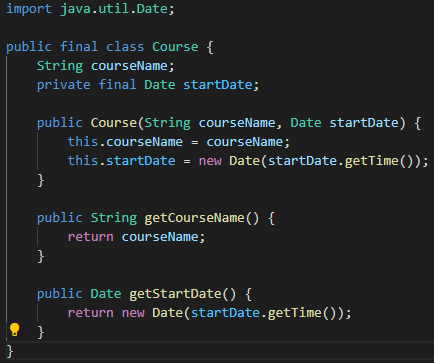 import java.util.Date;
public final class Course {
    String courseName;
    private final Date startDate;
    public Course(String courseName, Date startDate) {
        this.courseName = courseName;
        this.startDate = new Date(startDate.getTime());
    }
    public String getCourseName() {
        return courseName;
    }
    public Date getStartDate() {
        return new Date(startDate.getTime());
    }
}